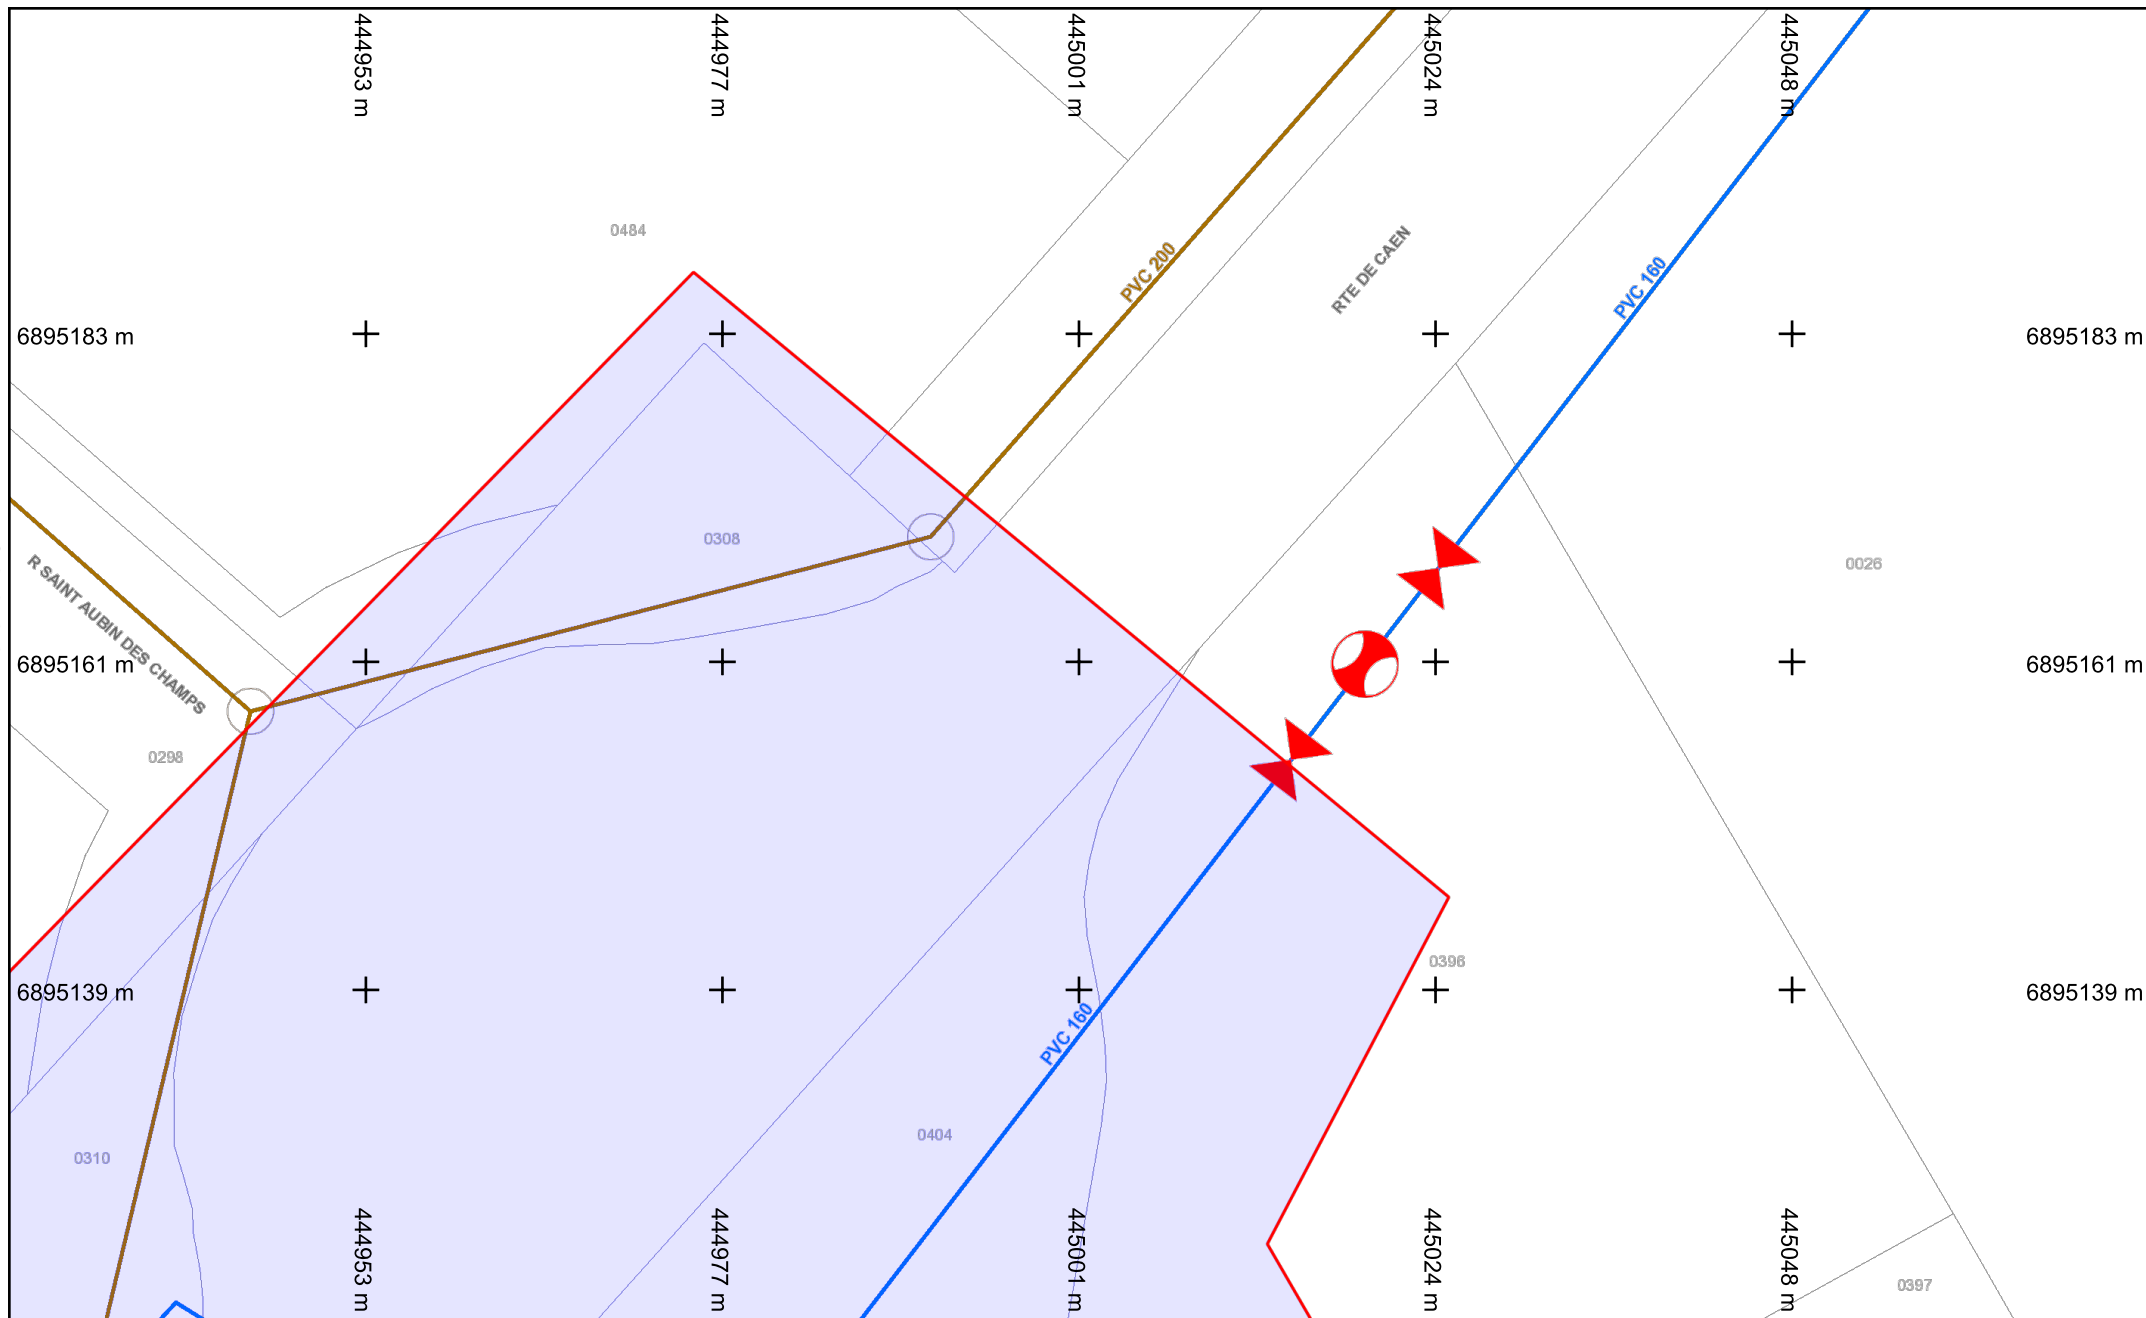 444953 m
444977 m
445001 m
445024 m
445048 m
0484
PVC 200
RTE DE CAEN
PVC 160
6895183 m
6895183 m
0308
0026
R SAINT AUBIN DES CHAMPS
6895161 m
6895161 m
0298
0396
6895139 m
6895139 m
PVC 160
0404
0310
444953 m
444977 m
445001 m
445024 m
445048 m
0397